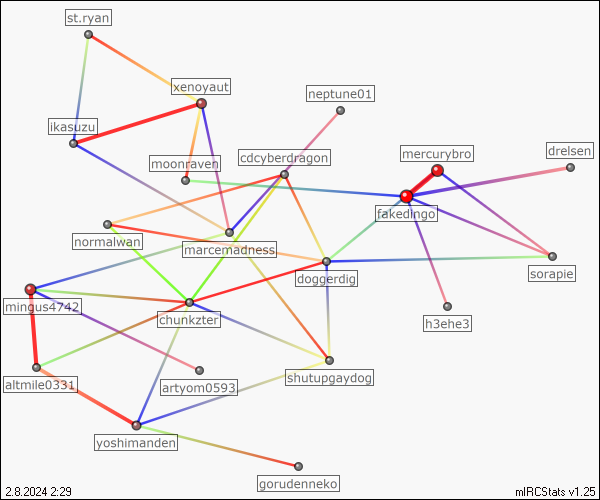 st.ryan
xenoyaut
neptune01
ikasuzu
mercurybro
drelsen
cdcyberdragon
moonraven
fakedingo
normalwan
marcemadness
sorapie
doggerdig
mingus4742
chunkzter
h3ehe3
shutupgaydog
altmile0331
artyom0593
yoshimanden
gorudenneko
2.8.2024 2:29
mIRCStats v1.25